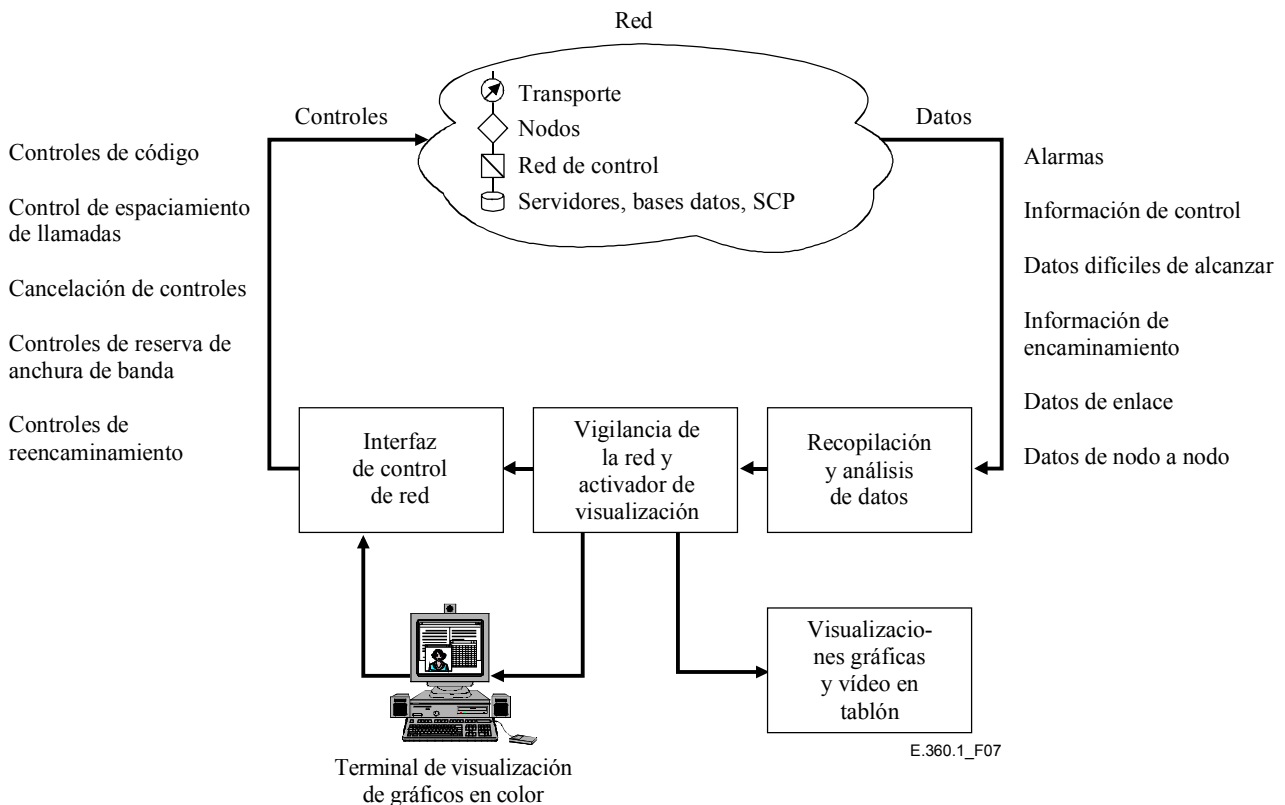 Red
Transporte
Nodos
Red de control
Servidores, bases datos, SCP
Controles
Datos
Controles de código
Control de espaciamiento
de llamadas
Cancelación de controles
Controles de reserva de
anchura de banda
Controles de
reencaminamiento
Alarmas
Información de control
Datos difíciles de alcanzar
Información de
encaminamiento
Datos de enlace
Datos de nodo a nodo
Interfaz
de control
de red
Vigilancia de
la red y
activador de
visualización
Recopilación
y análisis
de datos
Visualizacio-
nes gráficas
y vídeo en
tablón
E.360.1_F07
Terminal de visualización
de gráficos en color